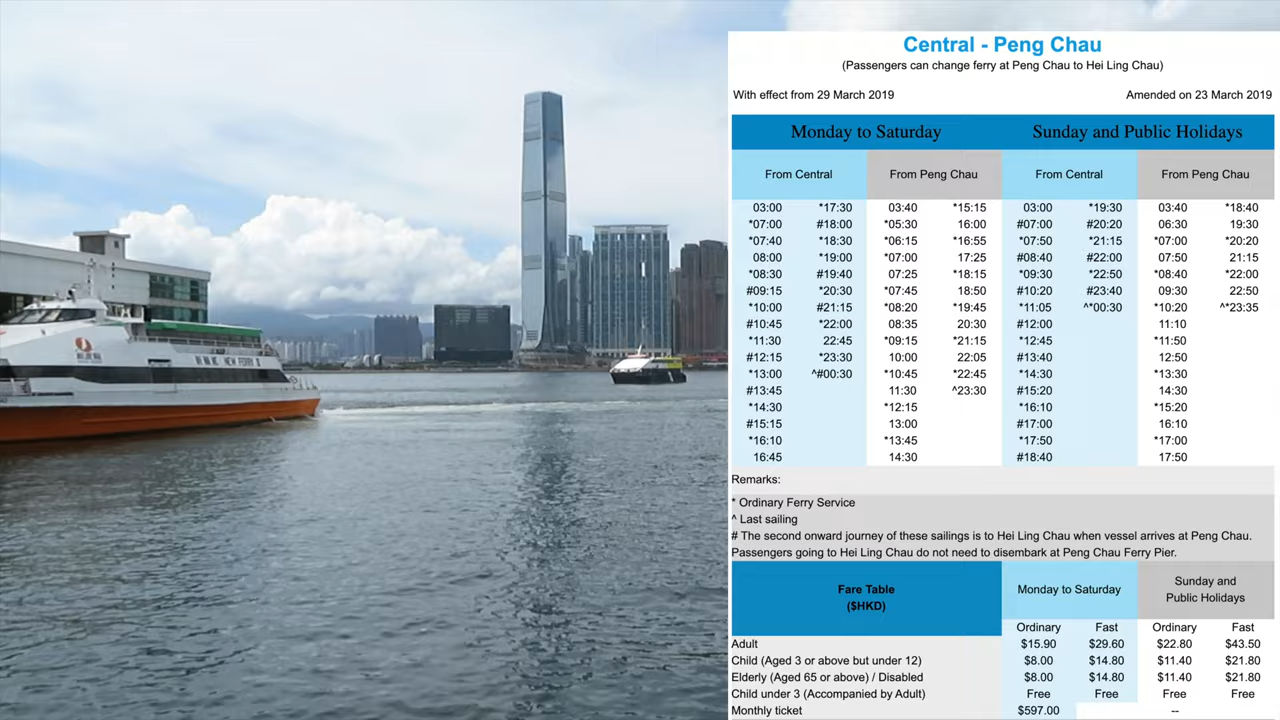 Central - Peng Chau
(Passengers can change ferry at Peng Chau to Hei Ling Chau)
With effect from 29 March 2019 Amended on 23 March 2019
Monday to Saturday Sunday and Public Holidays
From Central From Peng Chau From Central From Peng Chau
03:00 *17:30 03:40 *15:15 03:00 *19:30 03:40 *18:40
*07:00 #18:00 *05:30 16:00 #07:00 #20:20 06:30 19:30
*07:40 *18:30 *06:15 *16:55 *07:50 *21:15 *07:00 *20:20
08:00 *19:00 *07:00 17:25 #08:40 #22:00 07:50 21:15
*08:30 #19:40 07:25 *18:15 *09:30 *22:50 *08:40 *22:00
#09:15 *20:30 *07:45 18:50 #10:20 #23:40 09:30 22:50
*10:00 #21:15 *08:20 *19:45 *11:05 ^*00:30 *10:20 ^*23:35
#10:45 *22:00 08:35 20:30 #12:00 11:10
*11:30 22:45 *09:15 *21:15 *12:45 *11:50
#12:15 *23:30 10:00 22:05 #13:40 12:50
*13:00 ^#00:30 *10:45 *22:45 *14:30 *13:30
#13:45 11:30 ^23:30 #15:20 14:30
*14:30 *12:15 *16:10 *15:20
#15:15 13:00 #17:00 16:10
*16:10 *13:45 *17:50 *17:00
16:45 14:30 #18:40 17:50
Remarks:
* Ordinary Ferry Service
^ Last sailing
# The second onward journey of these sailings is to Hei Ling Chau when vessel arrives at Peng Chau.
Passengers going to Hei Ling Chau do not need to disembark at Peng Chau Ferry Pier.
Fare Table
($HKD)
Monday to Saturday
Sunday and
Public Holidays
Ordinary Fast Ordinary Fast
Adult $15.90 $29.60 $22.80 $43.50
Child (Aged 3 or above but under 12) $8.00 $14.80 $11.40 $21.80
Elderly (Aged 65 or above) / Disabled $8.00 $14.80 $11.40 $21.80
Child under 3 (Accompanied by Adult) Free Free Free Free
Monthly ticket $597.00 --